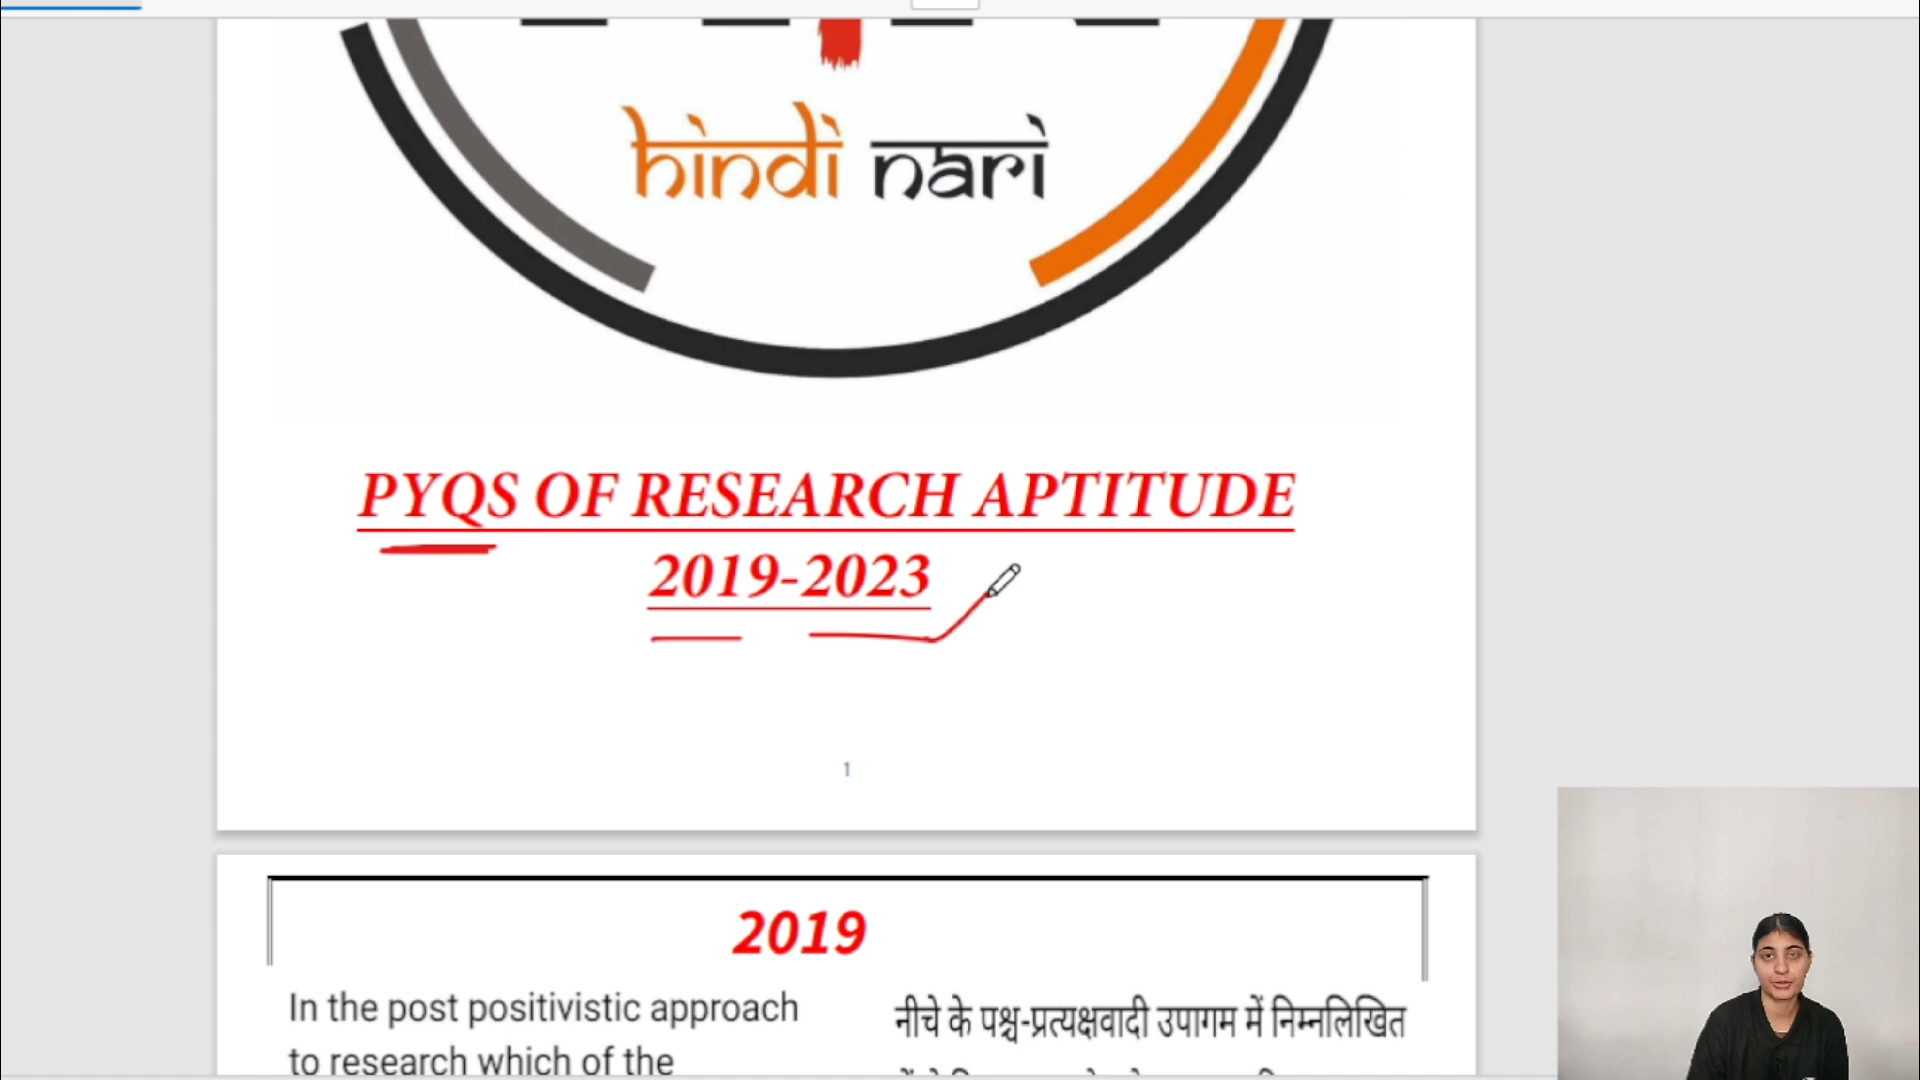 hindi nari
PYQS OF RESEARCH APTITUDE
2019-2023
1
2019
In the post positivistic approach
to research which of the
नीचे के पश्च-प्रत्यक्षवादी उपागम में निम्नलिखित